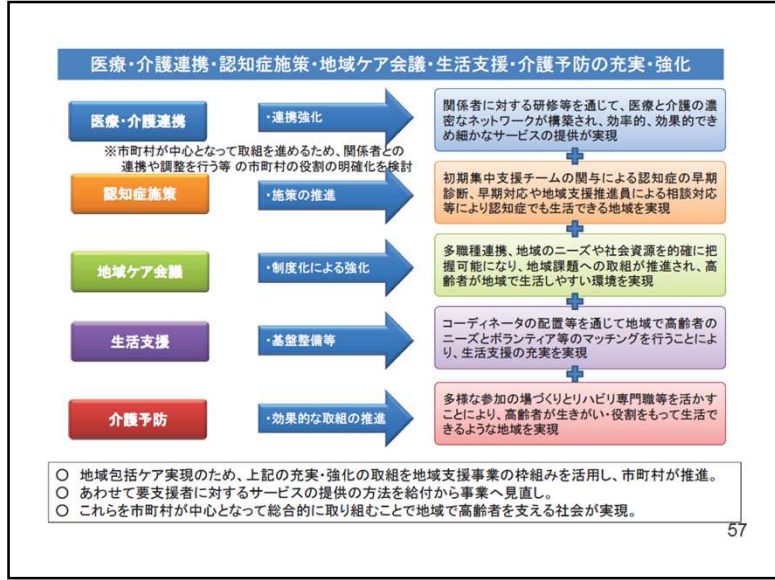 医療・介護連携・認知症施策・地域ケア会議・生活支援・介護予防の充実・強化
医療・介護連携
・連携強化
関係者に対する研修等を通じて、医療と介護の濃
密なネットワークが構築され、効率的、効果的でき
め細かなサービスの提供が実現
※市町村が中心となって取組を進めるため、関係者との
連携や調整を行う等 の市町村の役割の明確化を検討
認知症施策
・施策の推進
初期集中支援チームの関与による認知症の早期
診断、早期対応や地域支援推進員による相談対応
等により認知症でも生活できる地域を実現
地域ケア会議
・制度化による強化
多職種連携、地域のニーズや社会資源を的確に把
握可能になり、地域課題への取組が推進され、高
齢者が地域で生活しやすい環境を実現
生活支援
・基盤整備等
コーディネータの配置等を通じて地域で高齢者の
ニーズとボランティア等のマッチングを行うことによ
り、生活支援の充実を実現
介護予防
・効果的な取組の推進
多様な参加の場づくりとリハビリ専門職等を活かす
ことにより、高齢者が生きがい・役割をもって生活で
きるような地域を実現
○ 地域包括ケア実現のため、上記の充実・強化の取組を地域支援事業の枠組みを活用し、市町村が推進。
○ あわせて要支援者に対するサービスの提供の方法を給付から事業へ見直し。
○ これらを市町村が中心となって総合的に取り組むことで地域で高齢者を支える社会が実現。
57